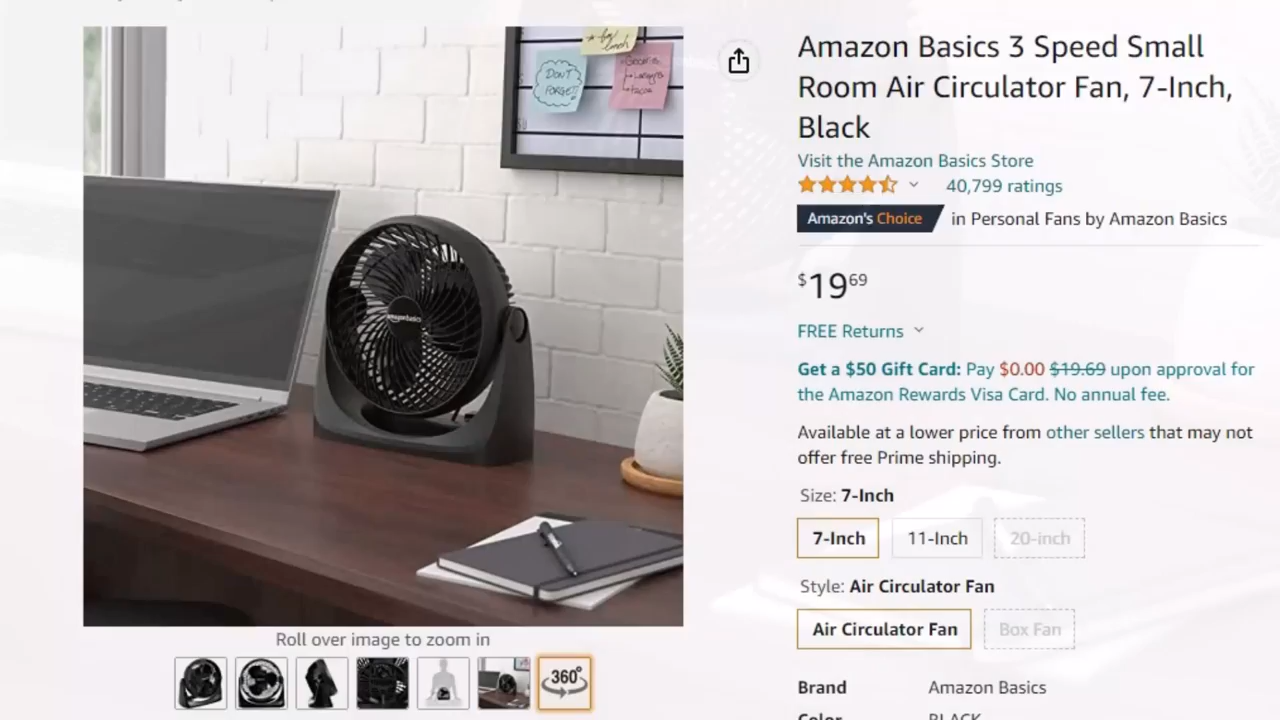 DON'T
FORGET!
Amazon Basics 3 Speed Small
Room Air Circulator Fan, 7-Inch,
Black
Visit the Amazon Basics Store
40,799 ratings
Amazon's Choice in Personal Fans by Amazon Basics
$1969
FREE Returns
Get a $50 Gift Card: Pay $0.00 $19.69 upon approval for
the Amazon Rewards Visa Card. No annual fee.
Available at a lower price from other sellers that may not
offer free Prime shipping.
Size: 7-Inch
7-Inch 11-Inch 20-inch
Style: Air Circulator Fan
Air Circulator Fan Box Fan
Brand Amazon Basics
Color BLACK
Roll over image to zoom in
360°